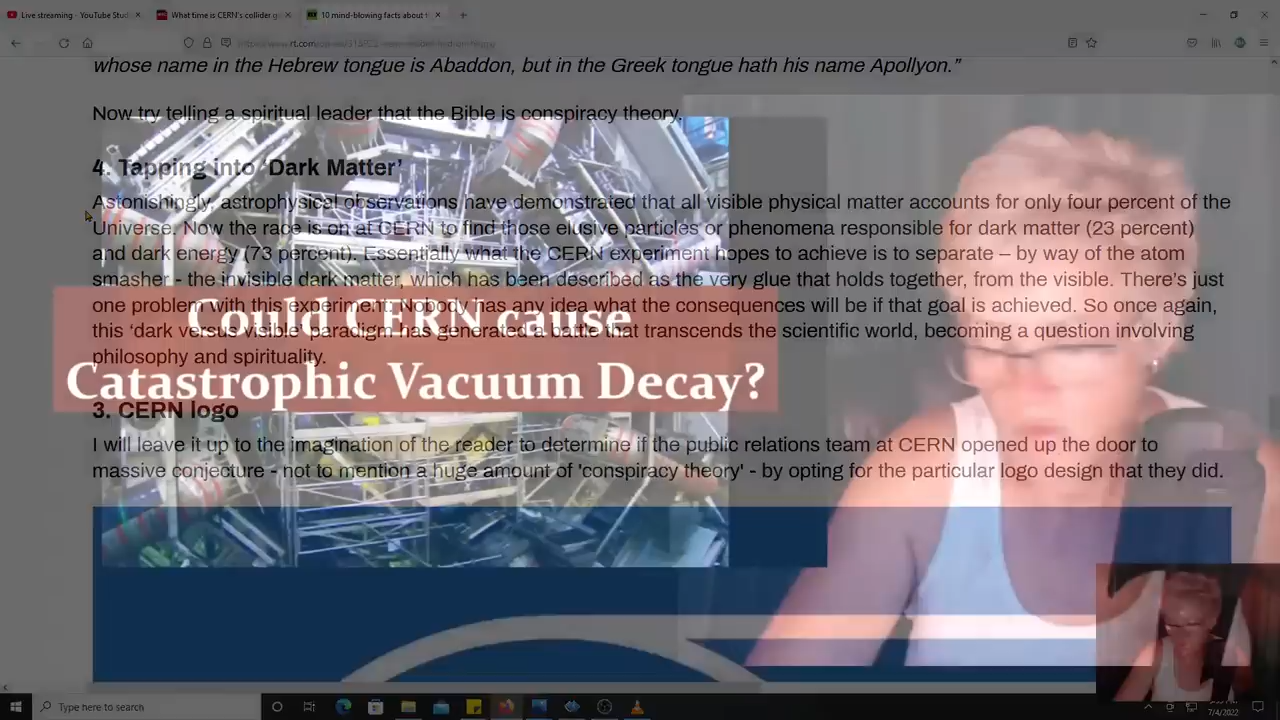 Live streaming - YouTube Stud
What time is CERN's collider g
10 mind-blowing facts about
whose name in the Hebrew tongue is Abaddon, but in the Greek tongue hath his name Apollyon.”
Now try telling a spiritual leader that the Bible is conspiracy theory.
4. Tapping into ‘Dark Matter’
Astonishingly, astrophysical observations have demonstrated that all visible physical matter accounts for only four percent of the
Universe. Now the race is on at CERN to find those elusive particles or phenomena responsible for dark matter (23 percent)
and dark energy (73 percent). Essentially what the CERN experiment hopes to achieve is to separate – by way of the atom
smasher - the invisible dark matter, which has been described as the very glue that holds together, from the visible. There’s just
one problem with this experiment: Nobody has any idea what the consequences will be if that goal is achieved. So once again,
this ‘dark versus visible’ paradigm has generated a battle that transcends the scientific world, becoming a question involving
philosophy and spirituality.
Could CERN cause
Catastrophic Vacuum Decay?
3. CERN logo
I will leave it up to the imagination of the reader to determine if the public relations team at CERN opened up the door to
massive conjecture - not to mention a huge amount of 'conspiracy theory' - by opting for the particular logo design that they did.
Type here to search
7/4/2022